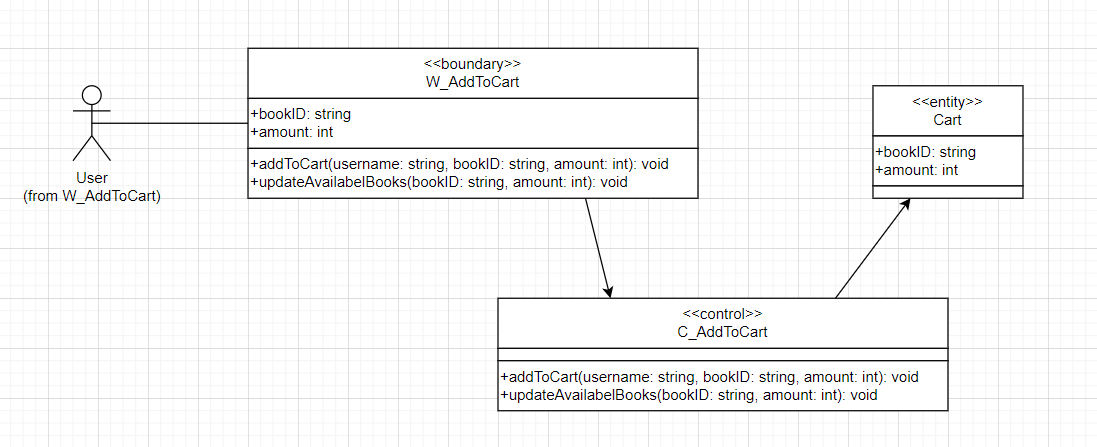 <<boundary>>
W_AddToCart
+bookID: string
+amount: int
+addToCart(username: string, bookID: string, amount: int): void
+updateAvailabelBooks(bookID: string, amount: int): void
User
(from W_AddToCart)
<<entity>>
Cart
+bookID: string
+amount: int
<<control>>
C_AddToCart
+addToCart(username: string, bookID: string, amount: int): void
+updateAvailabelBooks(bookID: string, amount: int): void